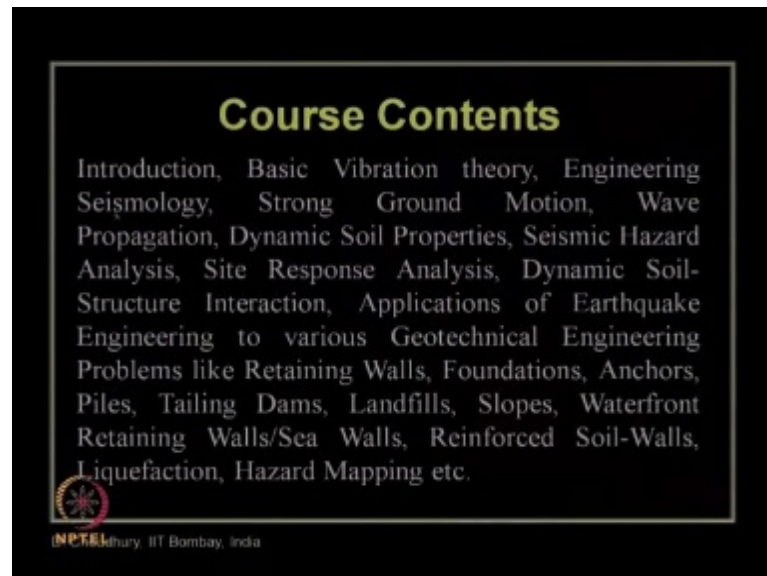 Course Contents
Introduction, Basic Vibration theory, Engineering
Seismology, Strong Ground Motion, Wave
Propagation, Dynamic Soil Properties, Seismic Hazard
Analysis, Site Response Analysis, Dynamic Soil-
Structure Interaction, Applications of Earthquake
Engineering to various Geotechnical Engineering
Problems like Retaining Walls, Foundations, Anchors,
Piles, Tailing Dams, Landfills, Slopes, Waterfront
Retaining Walls/Sea Walls, Reinforced Soil-Walls,
Liquefaction, Hazard Mapping etc.
NPTEL
IIT Bombay, India